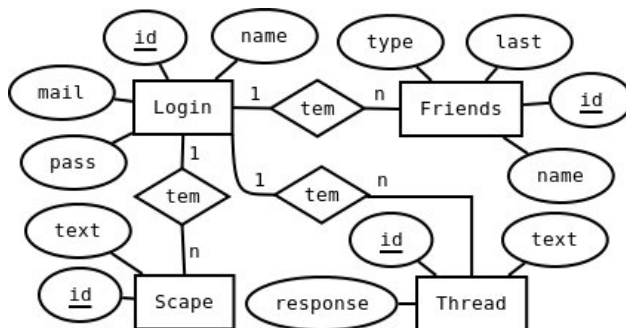 id
name
type
last
mail
Login
1
tem
n
Friends
id
pass
1
tem
1
tem
n
name
text
n
id
text
id
Scape
response
Thread